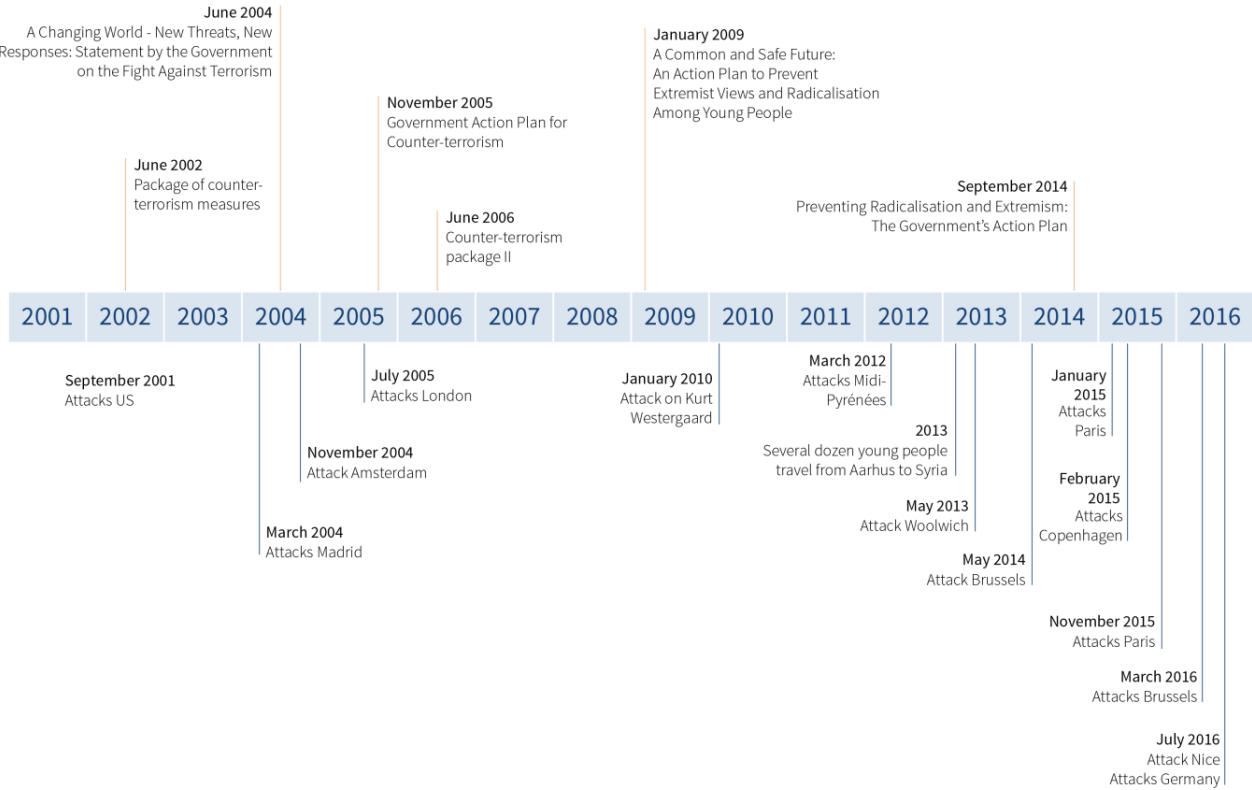 June 2004
A Changing World - New Threats, New
Responses: Statement by the Government
on the Fight Against Terrorism
January 2009
A Common and Safe Future:
An Action Plan to Prevent
Extremist Views and Radicalisation
Among Young People
November 2005
Government Action Plan for
Counter-terrorism
June 2002
Package of counter-
terrorism measures
September 2014
Preventing Radicalisation and Extremism:
The Government's Action Plan
June 2006
Counter-terrorism
package II
2001 2002 2003 2004 2005 2006 2007 2008 2009 2010 2011 2012 2013 2014 2015 2016
September 2001
Attacks US
July 2005
Attacks London
January 2010
Attack on Kurt
Westergaard
March 2012
Attacks Midi-
Pyrénées
January
2015
Attacks
Paris
2013
Several dozen young people
travel from Aarhus to Syria
November 2004
Attack Amsterdam
February
2015
Attacks
Copenhagen
May 2013
Attack Woolwich
March 2004
Attacks Madrid
May 2014
Attack Brussels
November 2015
Attacks Paris
March 2016
Attacks Brussels
July 2016
Attack Nice
Attacks Germany